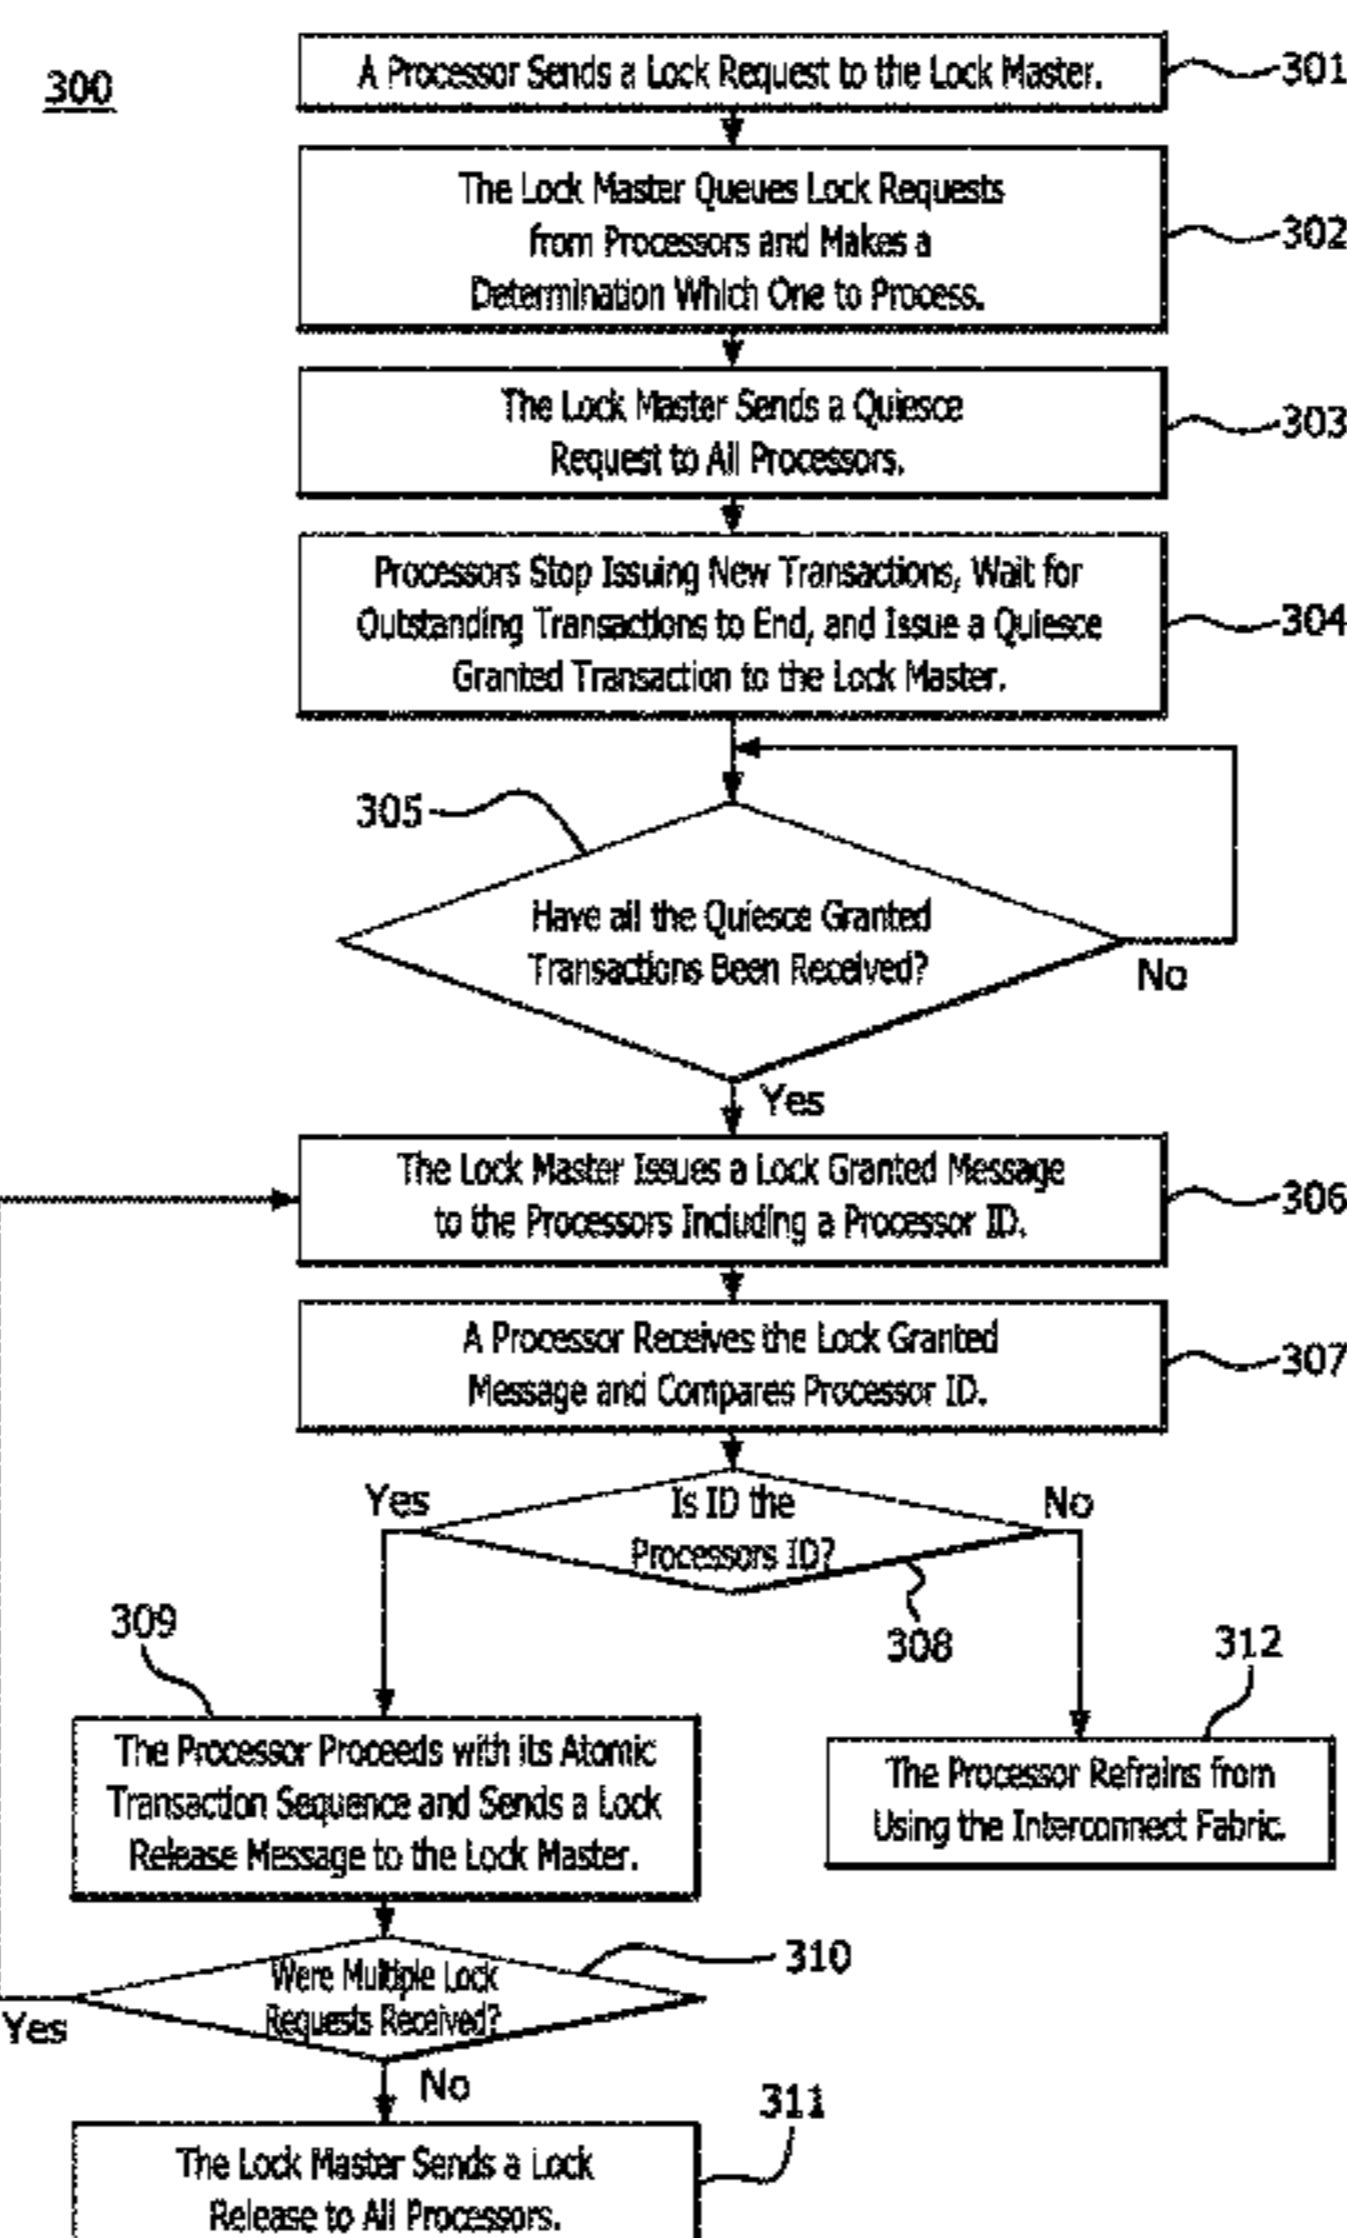 300
A Processor Sends a Lock Request to the Lock Master.
301
The Lock Master Queues Lock Requests
from Processors and Makes a
Determination Which One to Process.
302
The Lock Master Sends a Quiesce
Request to All Processors.
303
Processors Stop Issuing New Transactions, Wait for
Outstanding Transactions to End, and Issue a Quiesce
Granted Transaction to the Lock Master.
304
305
Have all the Quiesce Granted
Transactions Been Received?
No
Yes
The Lock Master Issues a Lock Granted Message
to the Processors Including a Processor ID.
306
A Processor Receives the Lock Granted
Message and Compares Processor ID.
307
Yes
Is ID the
Processors ID?
No
308
309
312
The Processor Proceeds with its Atomic
Transaction Sequence and Sends a Lock
Release Message to the Lock Master.
The Processor Refrains from
Using the Interconnect Fabric.
Were Multiple Lock
Requests Received?
310
Yes
No
311
The Lock Master Sends a Lock
Release to All Processors.